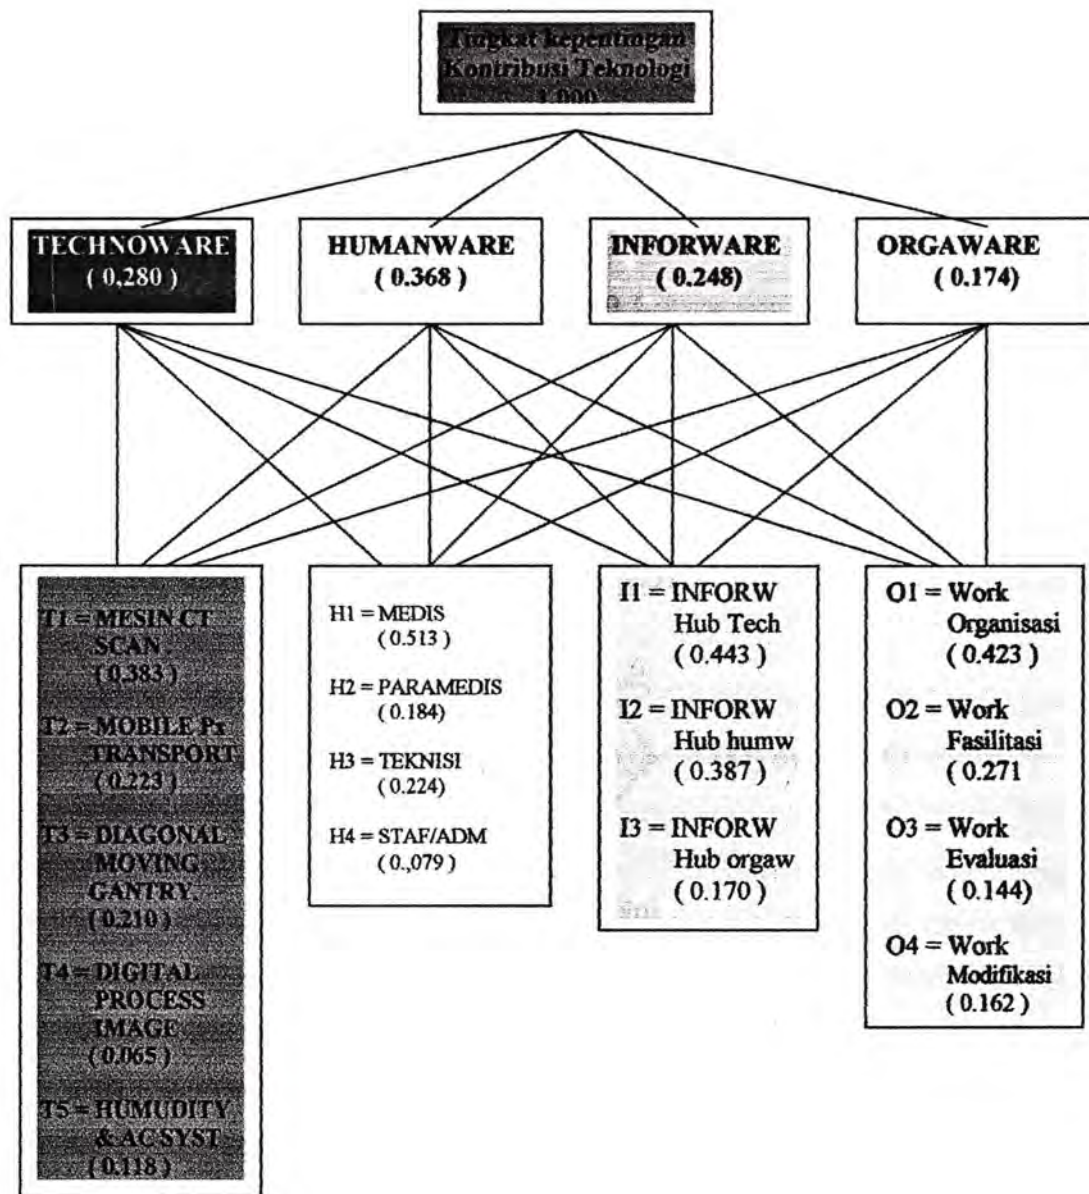 Tingkat kepentingan
Kontribusi Teknologi
1.000
TECHNOWARE
( 0,280 )
HUMANWARE
( 0.368 )
INFORWARE
(0.248)
ORGAWARE
( 0.174)
T1 = MESIN CT
SCAN
( 0.383)
T2 = MOBILE Px
TRANSPORT
( 0.223)
T3 = DIAGONAL
MOVING
GANTRY.
( 0.210)
T4 = DIGITAL
PROCESS
IMAGE
( 0.065)
T5 = HUMUDITY
& AC SYST
( 0.118)
H1 = MEDIS
(0.513)
H2 = PARAMEDIS
(0.184)
H3 = TEKNISI
(0.224)
H4 = STAF/ADM
( 0.,079)
I1 = INFORW
Hub Tech
( 0.443 )
I2 = INFORW
Hub humw
( 0.387)
I3 = INFORW
Hub orgaw
( 0.170 )
O1 = Work
Organisasi
( 0.423)
O2 = Work
Fasilitasi
( 0.271
O3 = Work
Evaluasi
( 0.144)
O4 = Work
Modifikasi
( 0.162)